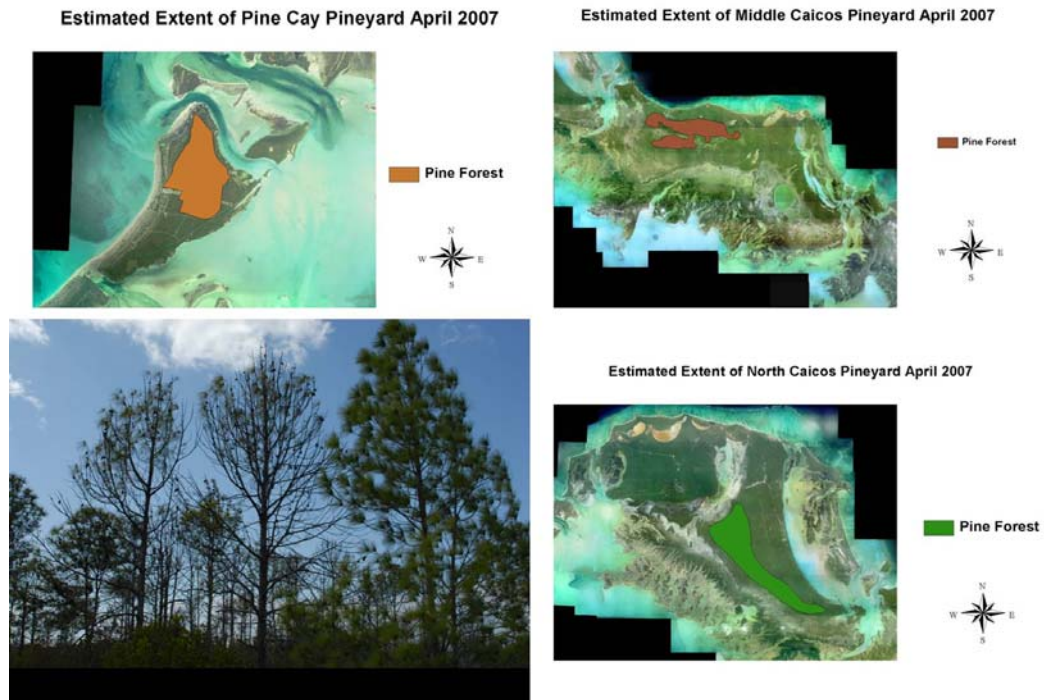 Estimated Extent of Pine Cay Pineyard April 2007
Pine Forest
N
W E
S
Estimated Extent of Middle Caicos Pineyard April 2007
Pine Forest
N
W E
S
Estimated Extent of North Caicos Pineyard April 2007
Pine Forest
N
W E
S